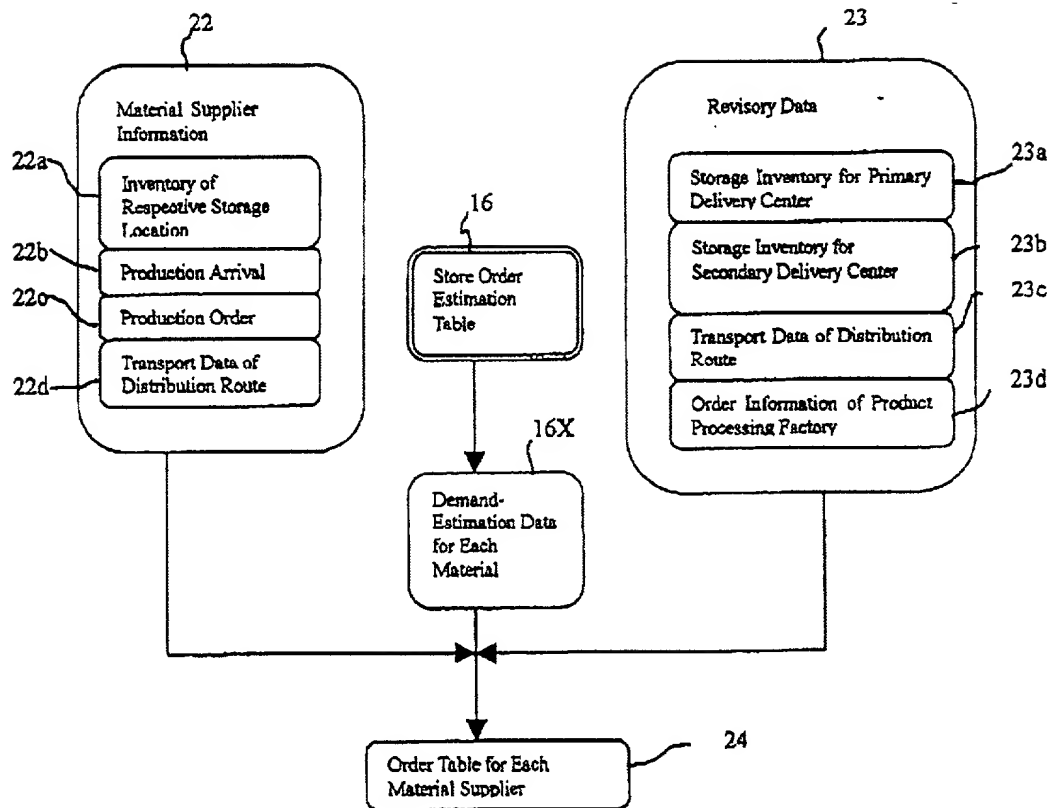 22
Material Supplier
Information
22a
Inventory of
Respective Storage
Location
22b
Production Arrival
22c
Production Order
22d
Transport Data of
Distribution Route
16
Store Order
Estimation
Table
16X
Demand-
Estimation Data
for Each
Material
23
Revisory Data
23a
Storage Inventory for Primary
Delivery Center
23b
Storage Inventory for
Secondary Delivery Center
23c
Transport Data of Distribution
Route
23d
Order Information of Product
Processing Factory
24
Order Table for Each
Material Supplier